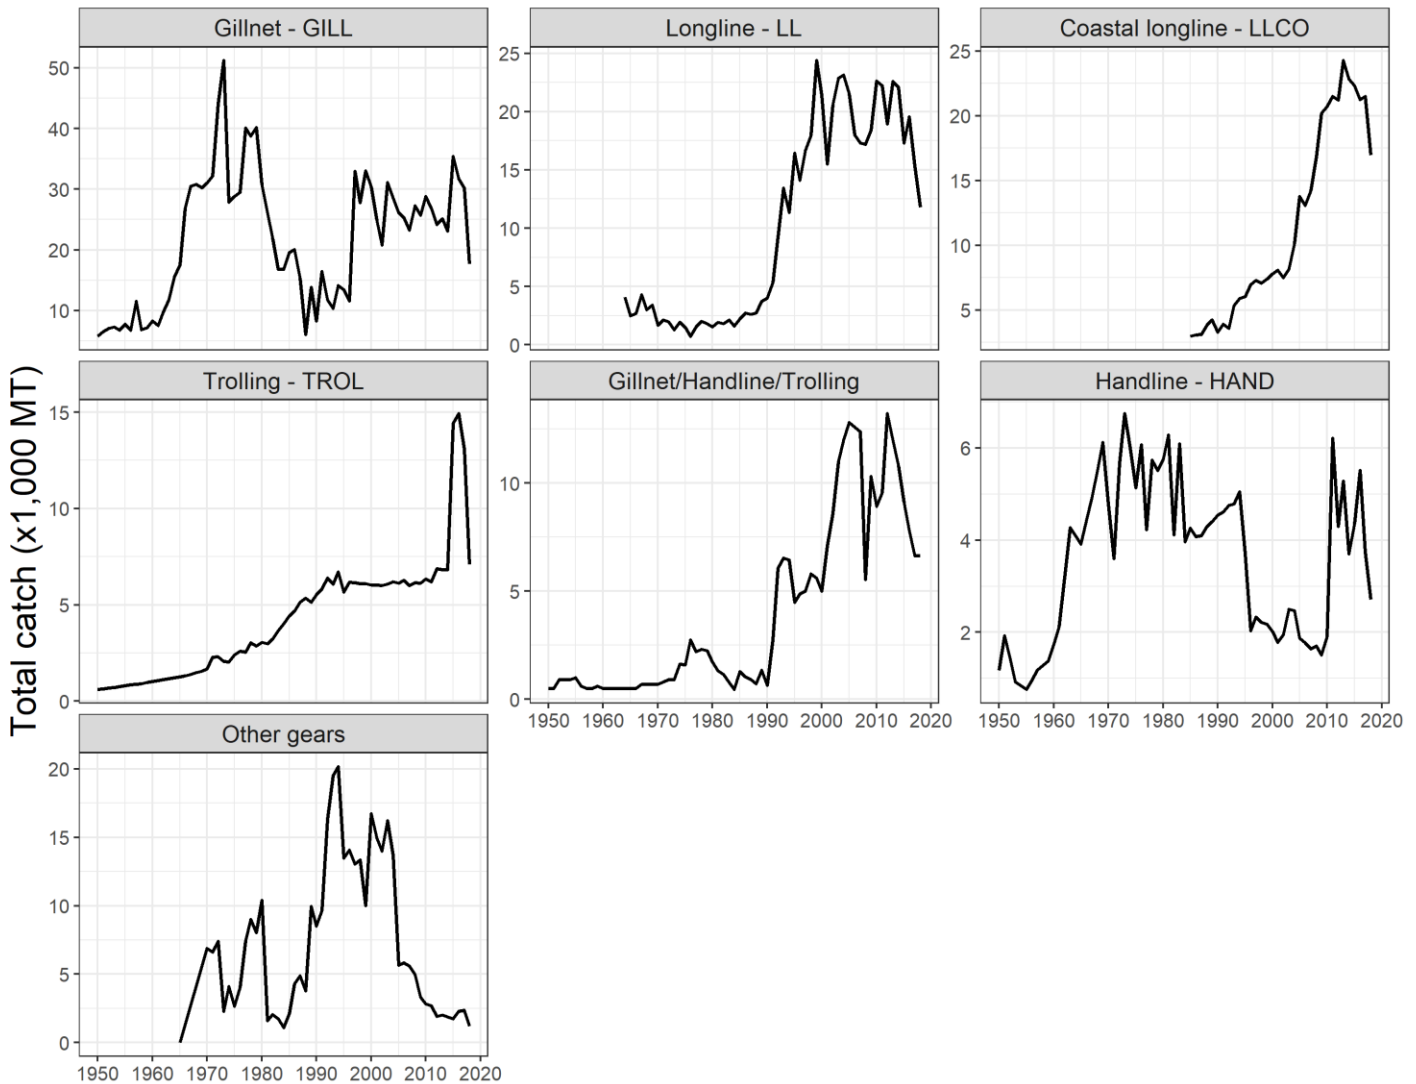 Gillnet - GILL
Longline - LL
Coastal longline - LLCO
50
40
30
20
10
25
20
15
10
5
0
25
20
15
10
5
Total catch (x1,000 MT)
Trolling - TROL
Gillnet/Handline/Trolling
Handline - HAND
15
10
5
0
10
5
0
6
4
2
1950 1960 1970 1980 1990 2000 2010 2020
1950 1960 1970 1980 1990 2000 2010 2020
Other gears
20
15
10
5
0
1950 1960 1970 1980 1990 2000 2010 2020